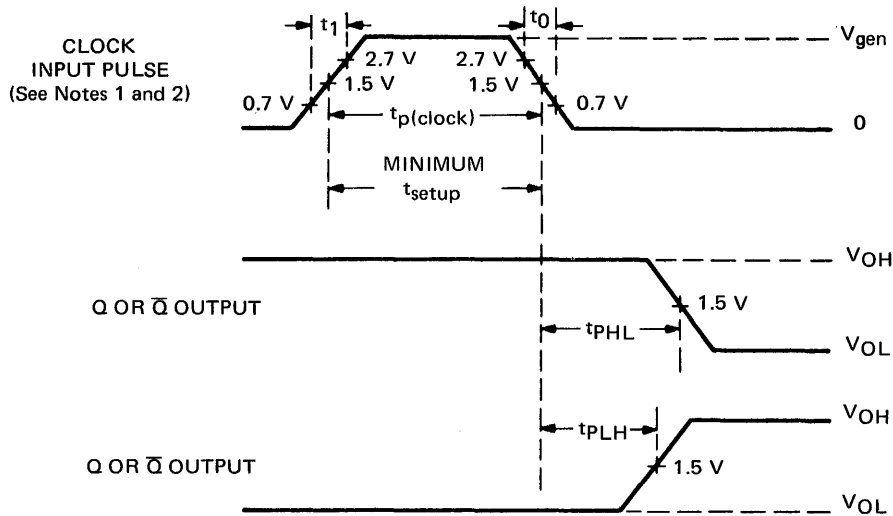 t1
t0
Vgen
CLOCK
INPUT PULSE
(See Notes 1 and 2)
2.7 V
2.7 V
1.5 V
1.5 V
0.7 V
0.7 V
tp(clock)
0
MINIMUM
tsetup
VOH
Q OR Q̅ OUTPUT
1.5 V
tPHL
VOL
VOH
tPLH
Q OR Q̅ OUTPUT
1.5 V
VOL